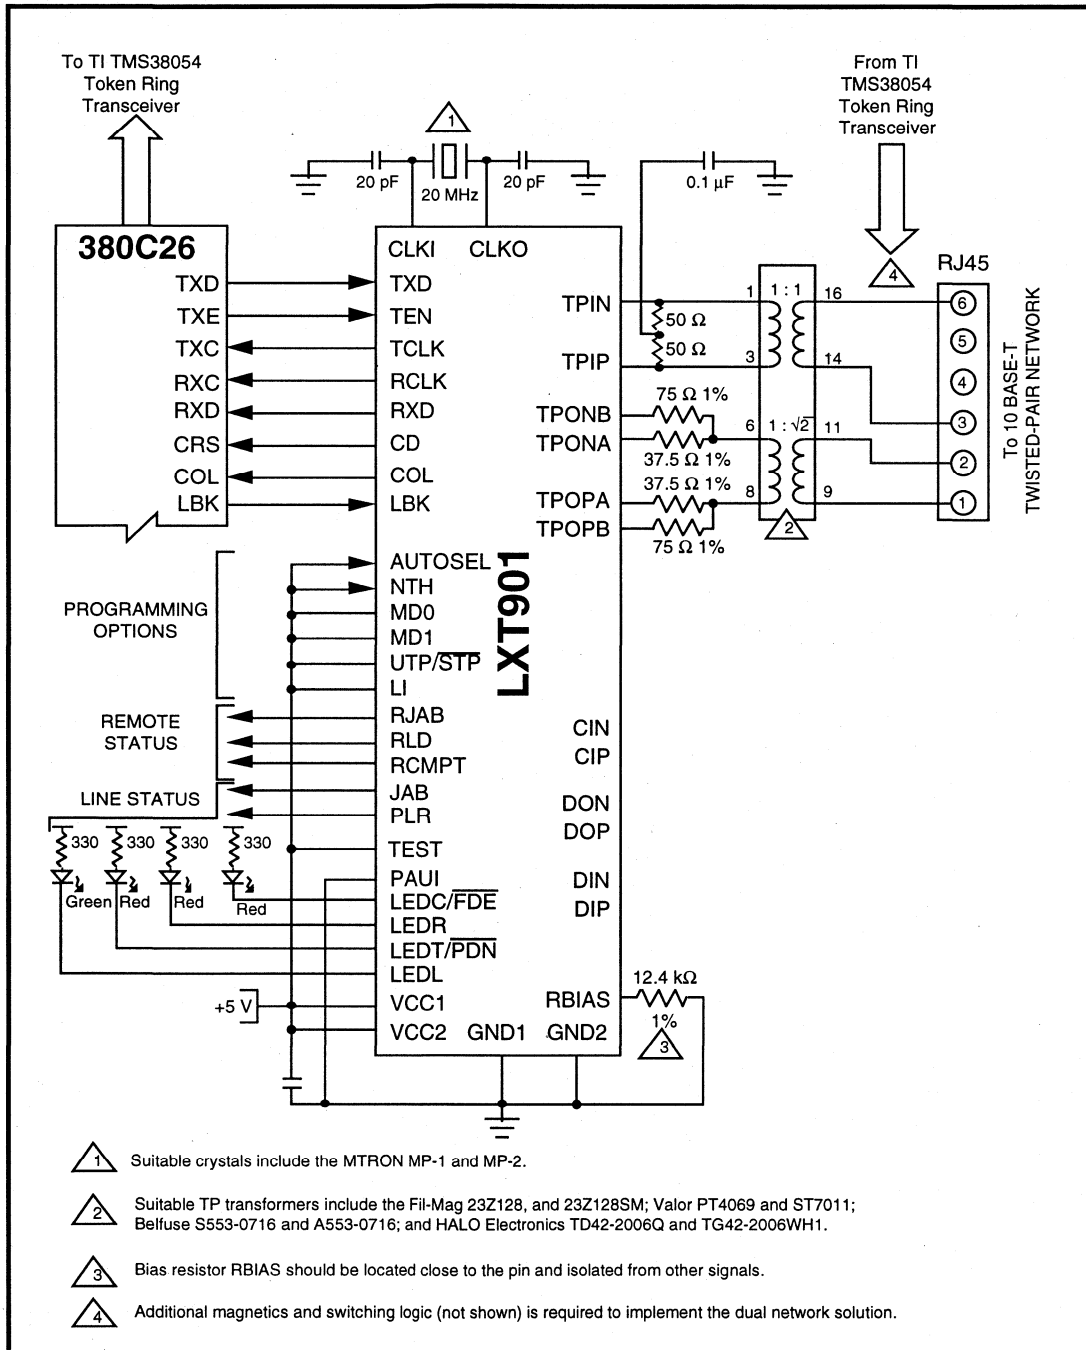 To TI TMS38054
Token Ring
Transceiver
From TI
TMS38054
Token Ring
Transceiver
1
20 pF
20 MHz
20 pF
0.1 µF
4
380C26
TXD
TXE
TXC
RXC
RXD
CRS
COL
LBK
CLKI
CLKO
TXD
TEN
TCLK
RCLK
RXD
CD
COL
LBK
AUTOSEL
NTH
MD0
MD1
UTP/STP
LI
RJAB
RLD
RCMPT
JAB
PLR
TEST
PAUI
LEDC/FDE
LEDR
LEDT/PDN
LEDL
VCC1
VCC2
GND1
GND2
LXT901
TPIN
TPIP
TPONB
TPONA
TPOPA
TPOPB
CIN
CIP
DON
DOP
DIN
DIP
RBIAS
50 Ω
50 Ω
75 Ω 1%
37.5 Ω 1%
37.5 Ω 1%
75 Ω 1%
1
1 : 1
16
3
14
6
1 : √2
11
8
9
2
RJ45
6
5
4
3
2
1
To 10 BASE-T
TWISTED-PAIR NETWORK
PROGRAMMING
OPTIONS
REMOTE
STATUS
LINE STATUS
330
330
330
330
Green
Red
Red
Red
+5 V
12.4 kΩ
1%
3
1 Suitable crystals include the MTRON MP-1 and MP-2.
2 Suitable TP transformers include the Fil-Mag 23Z128, and 23Z128SM; Valor PT4069 and ST7011;
Belfuse S553-0716 and A553-0716; and HALO Electronics TD42-2006Q and TG42-2006WH1.
3 Bias resistor RBIAS should be located close to the pin and isolated from other signals.
4 Additional magnetics and switching logic (not shown) is required to implement the dual network solution.